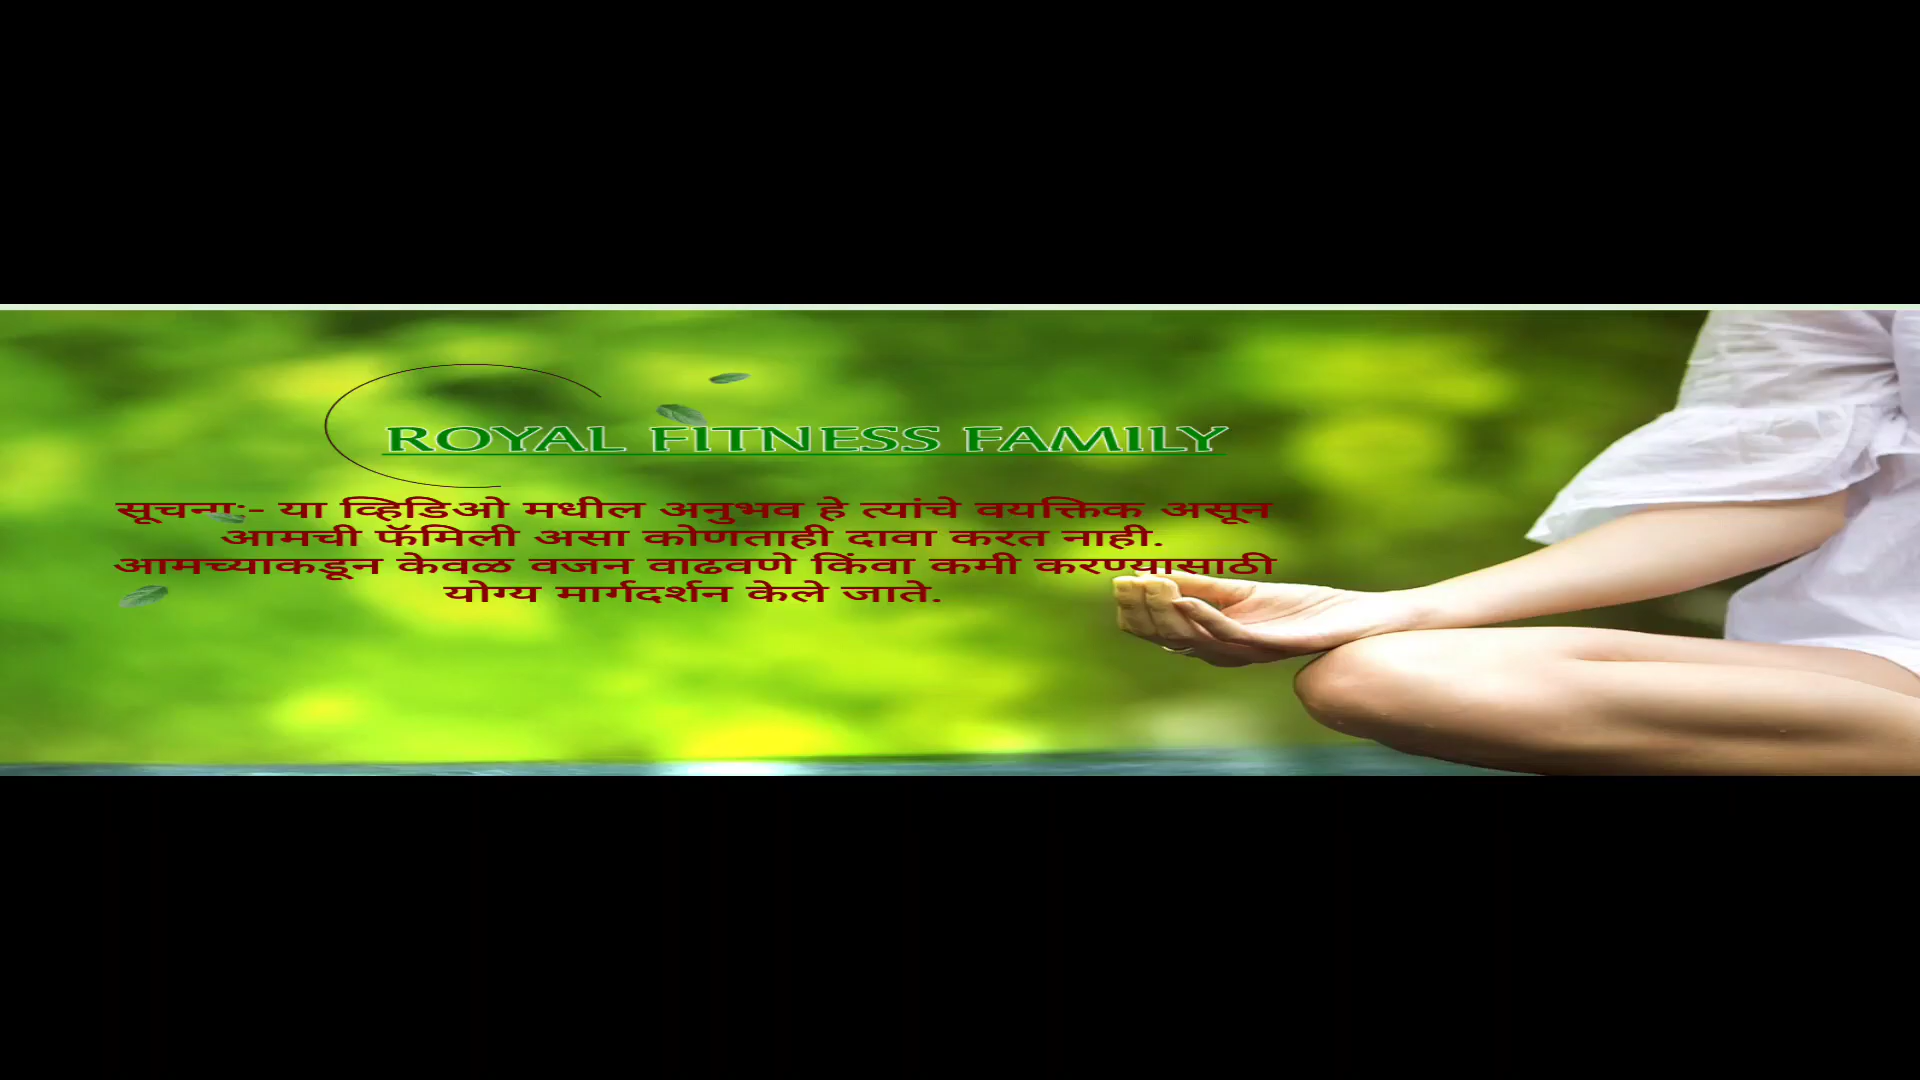 ROYAL FITNESS FAMILY
सूचना:- या व्हिडिओ मधील अनुभव हे त्यांचे वयक्तिक असून
आमची फॅमिली असा कोणताही दावा करत नाही.
आमच्याकडून केवळ वजन वाढवणे किंवा कमी करण्यासाठी
योग्य मार्गदर्शन केले जाते.